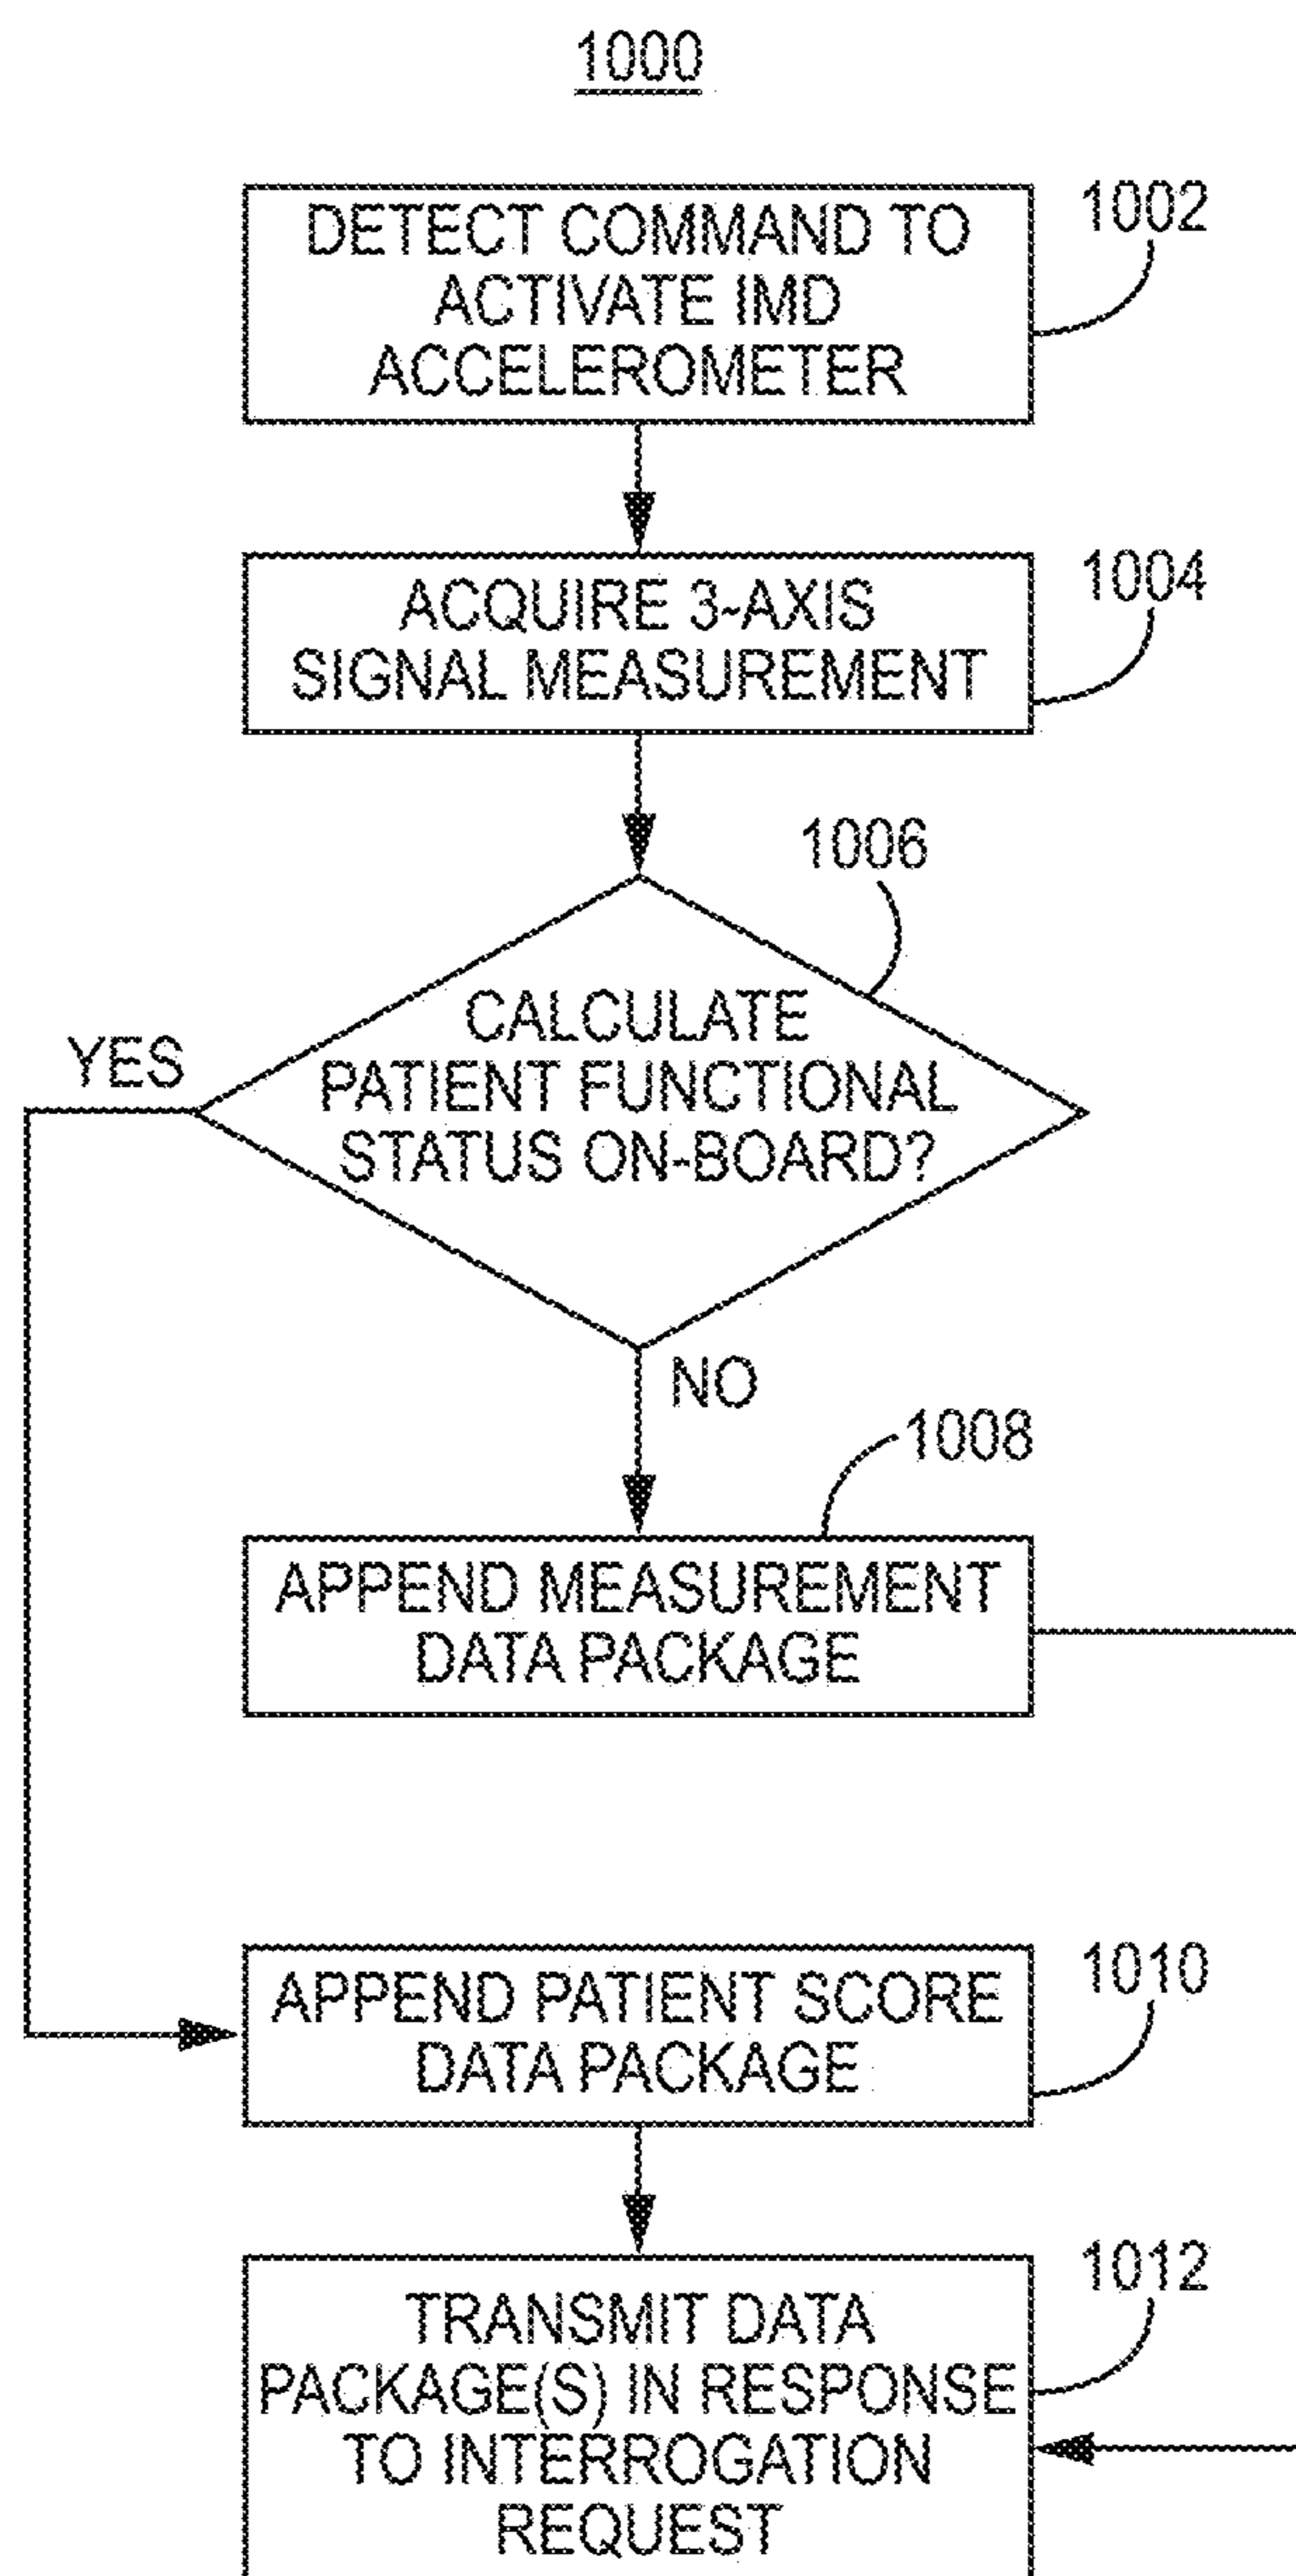 1000
DETECT COMMAND TO
ACTIVATE IMD
ACCELEROMETER
1002
ACQUIRE 3-AXIS
SIGNAL MEASUREMENT
1004
1006
CALCULATE
PATIENT FUNCTIONAL
STATUS ON-BOARD?
YES
NO
1008
APPEND MEASUREMENT
DATA PACKAGE
APPEND PATIENT SCORE
DATA PACKAGE
1010
TRANSMIT DATA
PACKAGE(S) IN RESPONSE
TO INTERROGATION
REQUEST
1012